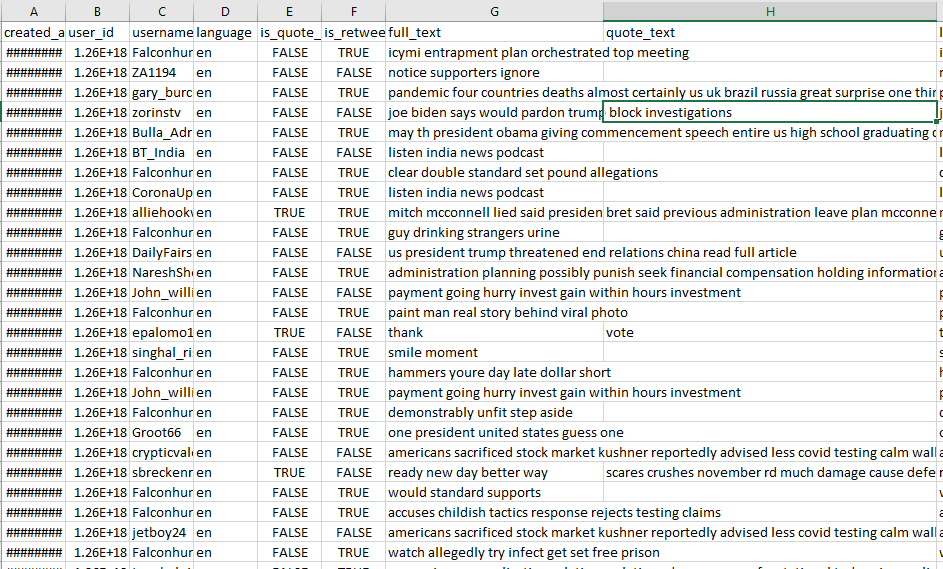 A B C D E F G H
created_a user_id username language is_quote_ is_retwee full_text quote_text
######## 1.26E+18 Falconhur en FALSE TRUE icymi entrapment plan orchestrated top meeting
######## 1.26E+18 ZA1194 en FALSE FALSE notice supporters ignore
######## 1.26E+18 gary_burc en FALSE TRUE pandemic four countries deaths almost certainly us uk brazil russia great surprise one thin
######## 1.26E+18 zorinstv en FALSE FALSE joe biden says would pardon trump block investigations
######## 1.26E+18 Bulla_Adr en FALSE TRUE may th president obama giving commencement speech entire us high school graduating c
######## 1.26E+18 BT_India en FALSE FALSE listen india news podcast
######## 1.26E+18 Falconhur en FALSE TRUE clear double standard set pound allegations
######## 1.26E+18 CoronaUp en FALSE TRUE listen india news podcast
######## 1.26E+18 alliehookv en TRUE TRUE mitch mcconnell lied said presiden bret said previous administration leave plan mcconne
######## 1.26E+18 Falconhur en FALSE TRUE guy drinking strangers urine
######## 1.26E+18 DailyFairs en FALSE FALSE us president trump threatened end relations china read full article
######## 1.26E+18 NareshSh en FALSE TRUE administration planning possibly punish seek financial compensation holding information
######## 1.26E+18 John_willi en FALSE FALSE payment going hurry invest gain within hours investment
######## 1.26E+18 Falconhur en FALSE TRUE paint man real story behind viral photo
######## 1.26E+18 epalomo1 en TRUE FALSE thank vote
######## 1.26E+18 singhal_ri en FALSE TRUE smile moment
######## 1.26E+18 Falconhur en FALSE TRUE hammers youre day late dollar short
######## 1.26E+18 John_willi en FALSE TRUE payment going hurry invest gain within hours investment
######## 1.26E+18 Falconhur en FALSE TRUE demonstrably unfit step aside
######## 1.26E+18 Groot66 en FALSE TRUE one president united states guess one
######## 1.26E+18 crypticval en FALSE TRUE americans sacrificed stock market kushner reportedly advised less covid testing calm wall
######## 1.26E+18 sbreckenr en TRUE FALSE ready new day better way scares crushes november rd much damage cause defe
######## 1.26E+18 Falconhur en FALSE TRUE would standard supports
######## 1.26E+18 Falconhur en FALSE TRUE accuses childish tactics response rejects testing claims
######## 1.26E+18 jetboy24 en FALSE TRUE americans sacrificed stock market kushner reportedly advised less covid testing calm wall
######## 1.26E+18 Falconhur en FALSE TRUE watch allegedly try infect get set free prison